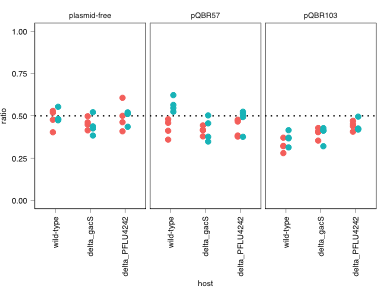 plasmid-free pQBR57 pQBR103
1.00
0.75
0.50
0.25
0.00
ratio
wild-type delta_gacS delta_PFLU4242 wild-type delta_gacS delta_PFLU4242 wild-type delta_gacS delta_PFLU4242
host